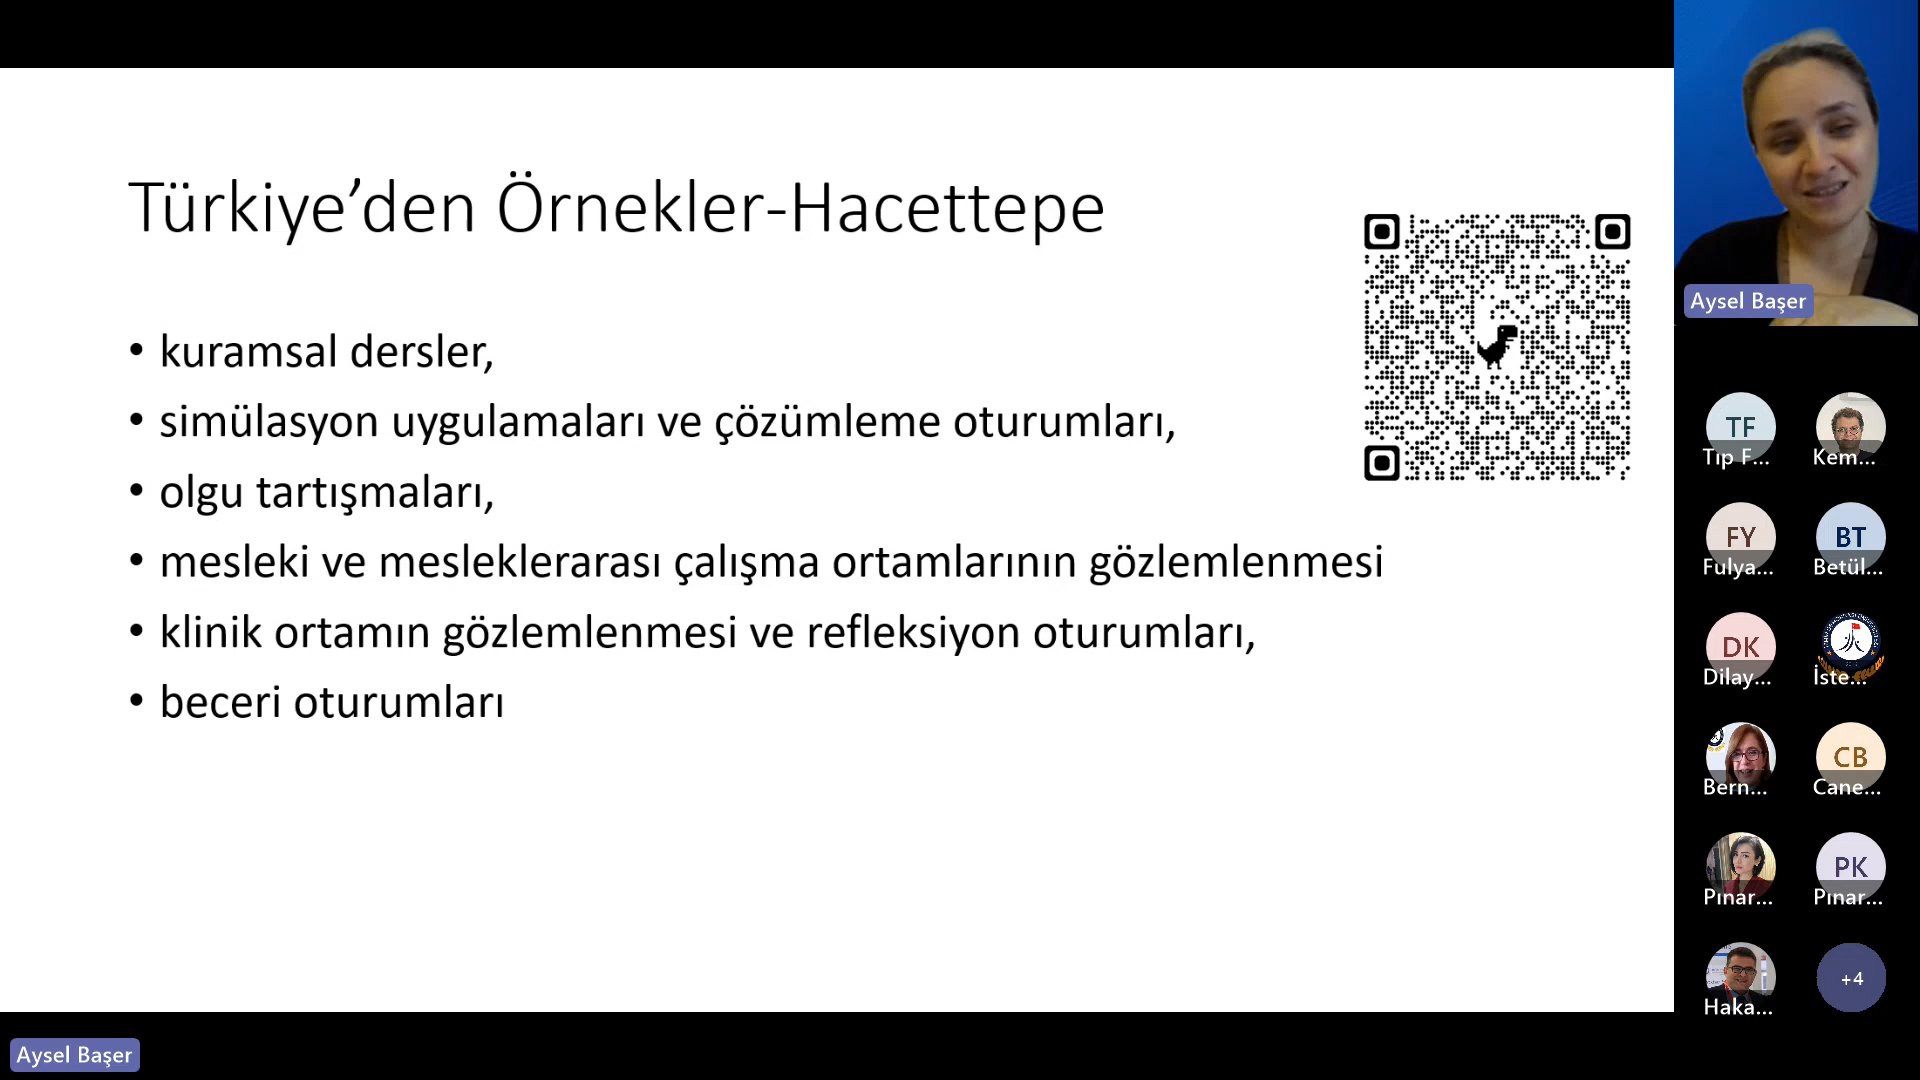 Türkiye’den Örnekler-Hacettepe
• kuramsal dersler,
• simülasyon uygulamaları ve çözümleme oturumları,
• olgu tartışmaları,
• mesleki ve mesleklerarası çalışma ortamlarının gözlemlenmesi
• klinik ortamın gözlemlenmesi ve refleksiyon oturumları,
• beceri oturumları
Aysel Başer
TF
Tıp F...
Kem...
FY
Fulya...
BT
Betül...
DK
Dilay...
İste...
Bern...
CB
Cane...
Pınar...
PK
Pınar...
Haka...
+4
Aysel Başer